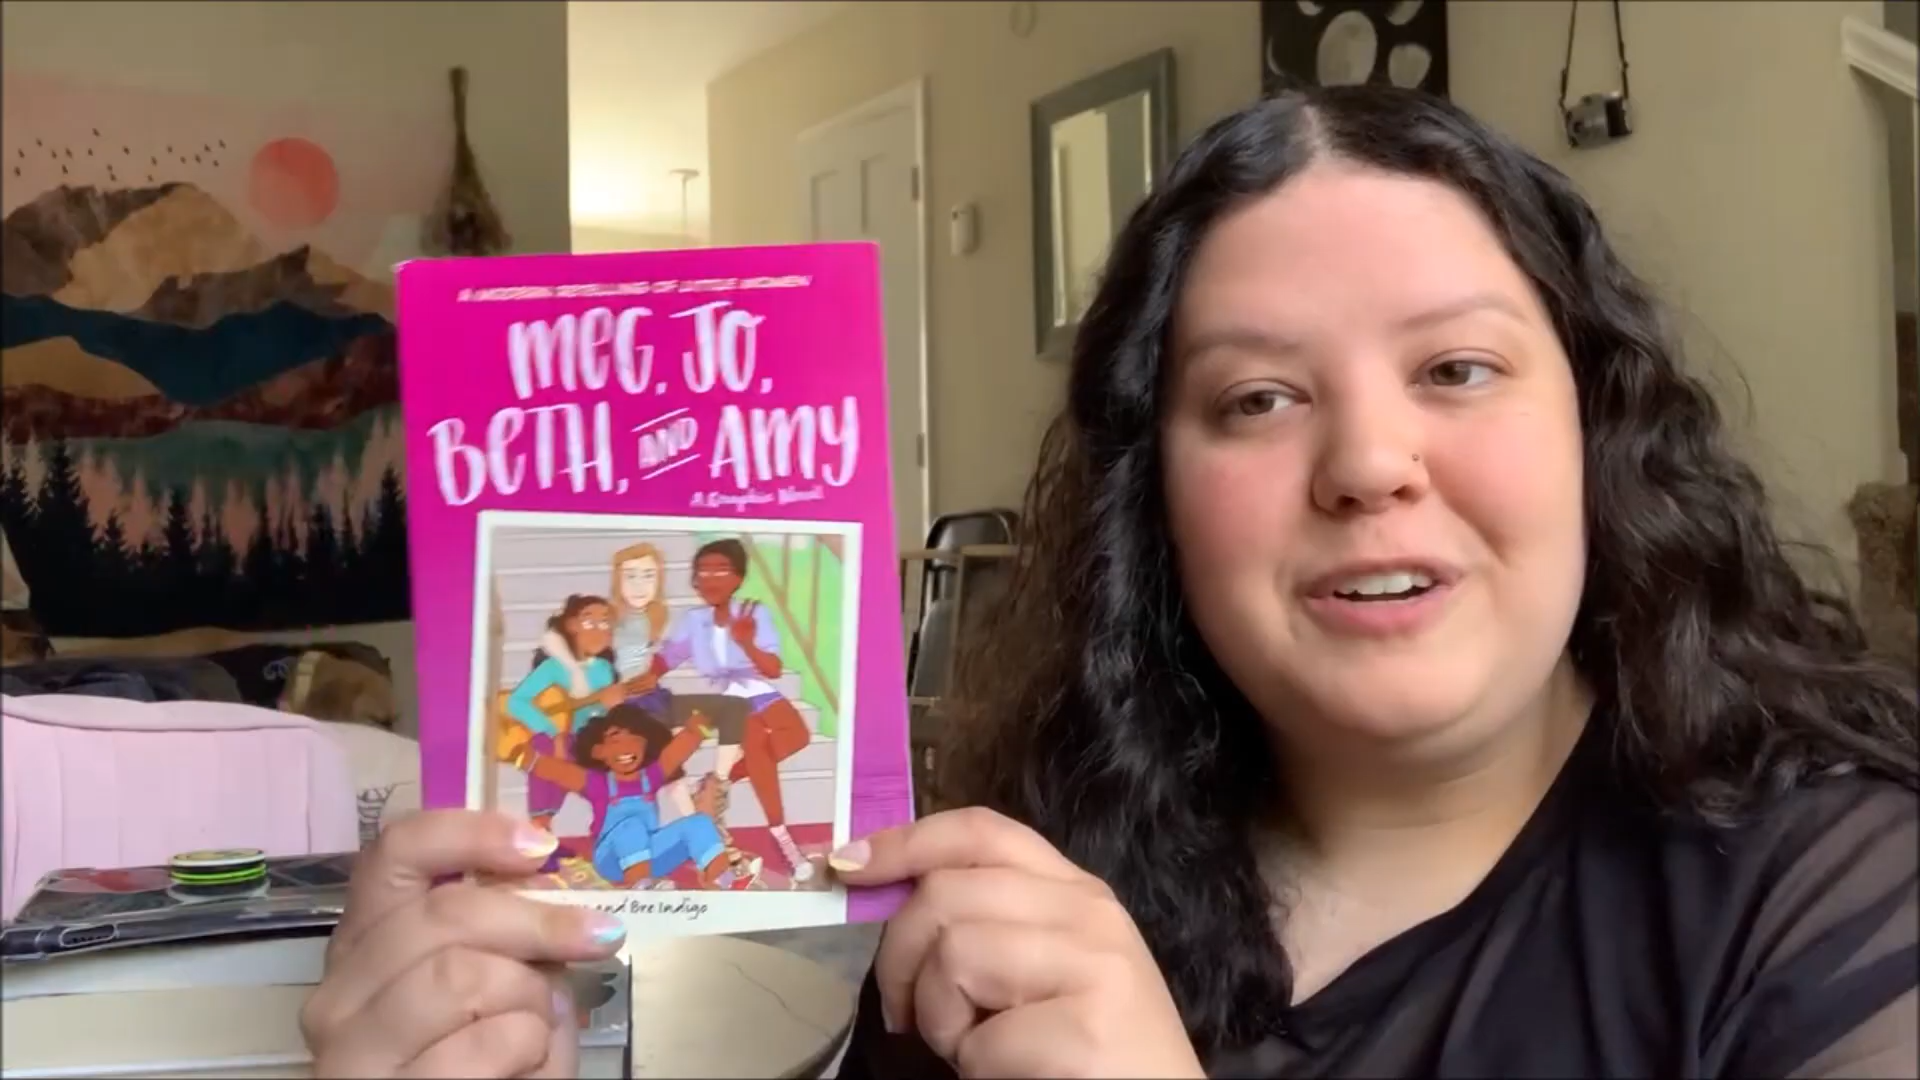 A MODERN RETELLING OF LITTLE WOMEN
MEG, JO,
BETH, AND AMY
A Graphic Novel
and Bre Indigo